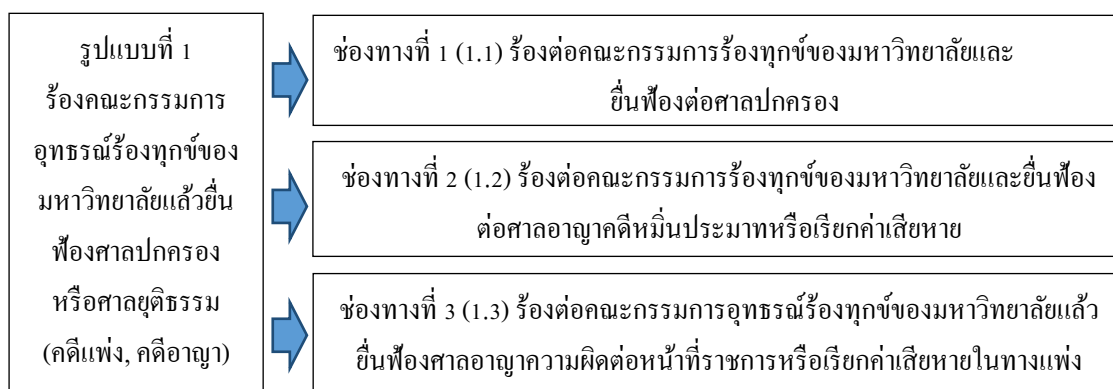 รูปแบบที่ 1
ร้องคณะกรรมการ
อุทธรณ์ร้องทุกข์ของ
มหาวิทยาลัยแล้วยื่น
ฟ้องศาลปกครอง
หรือศาลยุติธรรม
(คดีแพ่ง, คดีอาญา)
ช่องทางที่ 1 (1.1) ร้องต่อคณะกรรมการร้องทุกข์ของมหาวิทยาลัยและ
ยื่นฟ้องต่อศาลปกครอง
ช่องทางที่ 2 (1.2) ร้องต่อคณะกรรมการร้องทุกข์ของมหาวิทยาลัยและยื่นฟ้อง
ต่อศาลอาญาคดีหมิ่นประมาทหรือเรียกค่าเสียหาย
ช่องทางที่ 3 (1.3) ร้องต่อคณะกรรมการอุทธรณ์ร้องทุกข์ของมหาวิทยาลัยแล้ว
ยื่นฟ้องศาลอาญาความผิดต่อหน้าที่ราชการหรือเรียกค่าเสียหายในทางแพ่ง